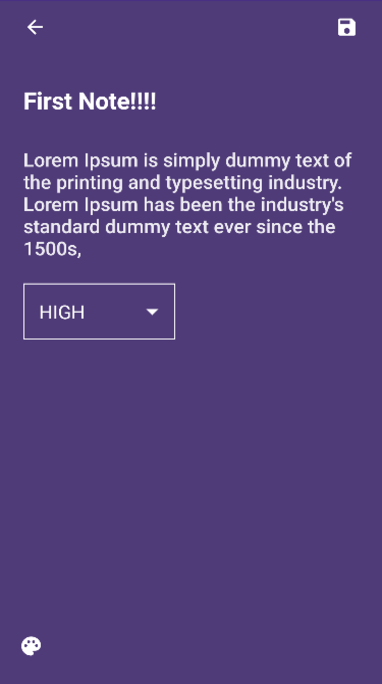 First Note!!!!
Lorem Ipsum is simply dummy text of
the printing and typesetting industry.
Lorem Ipsum has been the industry's
standard dummy text ever since the
1500s,
HIGH